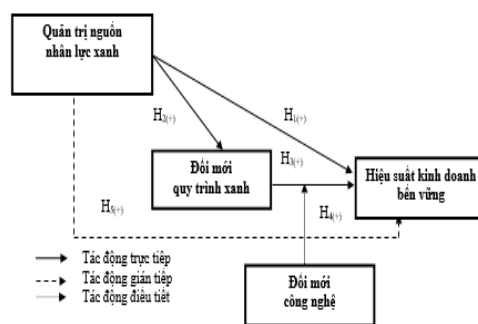 Quản trị nguồn
nhân lực xanh
H2(+)
H1(+)
H3(+)
Đổi mới
quy trình xanh
Hiệu suất kinh doanh
bền vững
H5(+)
H4(+)
Tác động trực tiếp
Tác động gián tiếp
Tác động điều tiết
Đổi mới
công nghệ